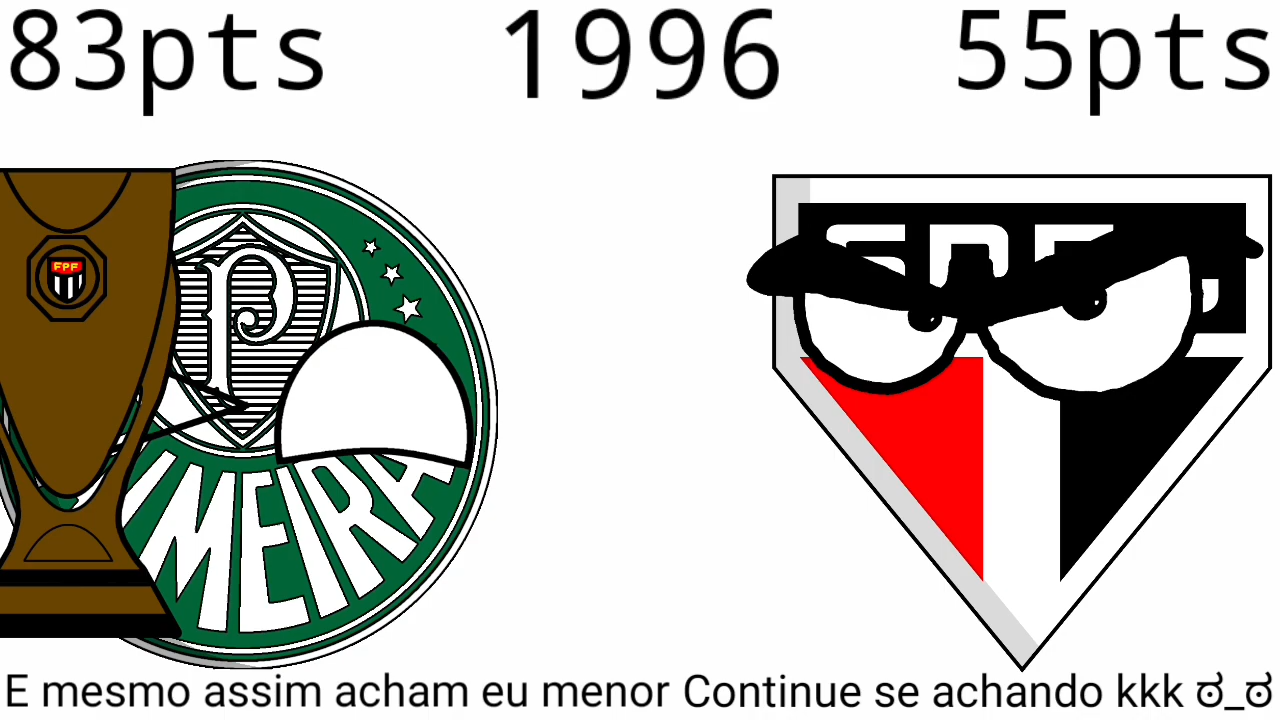 83pts 1996 55pts
FPF
P
IMEIRA
E mesmo assim acham eu menor Continue se achando kkk ಠ_ಠ